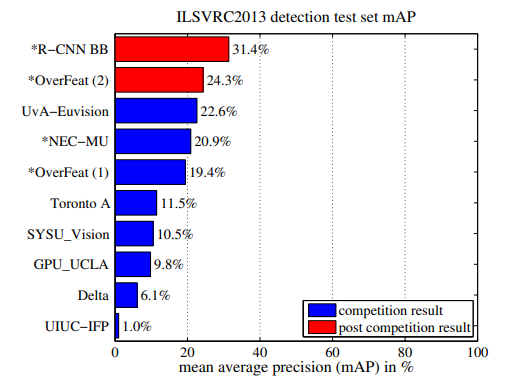 ILSVRC2013 detection test set mAP
*R−CNN BB 31.4%
*OverFeat (2) 24.3%
UvA−Euvision 22.6%
*NEC−MU 20.9%
*OverFeat (1) 19.4%
Toronto A 11.5%
SYSU_Vision 10.5%
GPU_UCLA 9.8%
Delta 6.1%
UIUC−IFP 1.0%
competition result
post competition result
0 20 40 60 80 100
mean average precision (mAP) in %